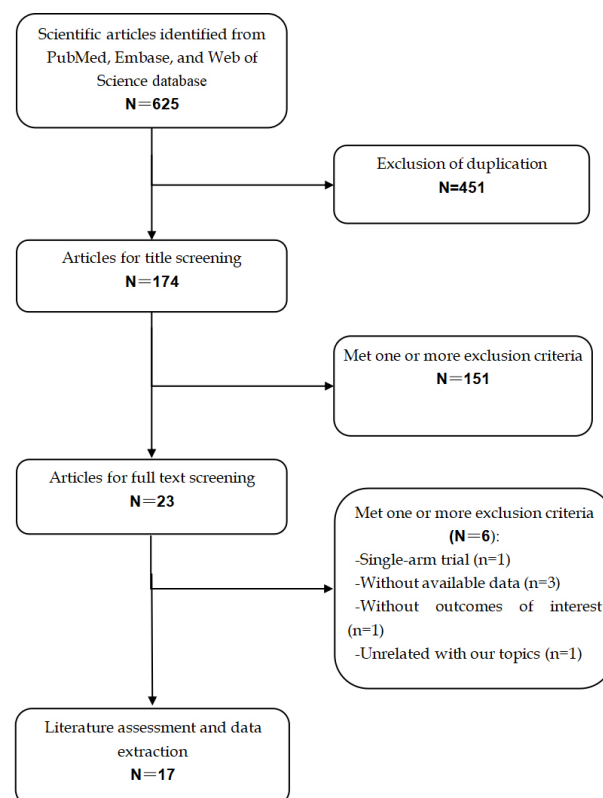 Scientific articles identified from
PubMed, Embase, and Web of
Science database
N＝625
Exclusion of duplication
N=451
Articles for title screening
N＝174
Met one or more exclusion criteria
N＝151
Articles for full text screening
N＝23
Met one or more exclusion criteria
(N＝6):
-Single-arm trial (n=1)
-Without available data (n=3)
-Without outcomes of interest
(n=1)
-Unrelated with our topics (n=1)
Literature assessment and data
extraction
N＝17